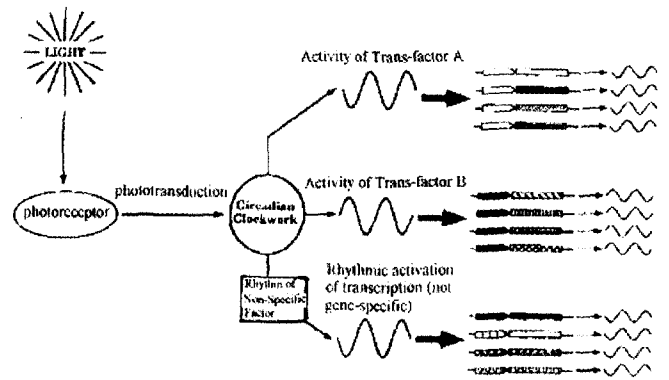 LIGHT
Activity of Trans-factor A
phototransduction
photoreceptor
Circadian
Clockwork
Activity of Trans-factor B
Rhythm of
Non-Specific
Factor
Rhythmic activation
of transcription (not
gene-specific)